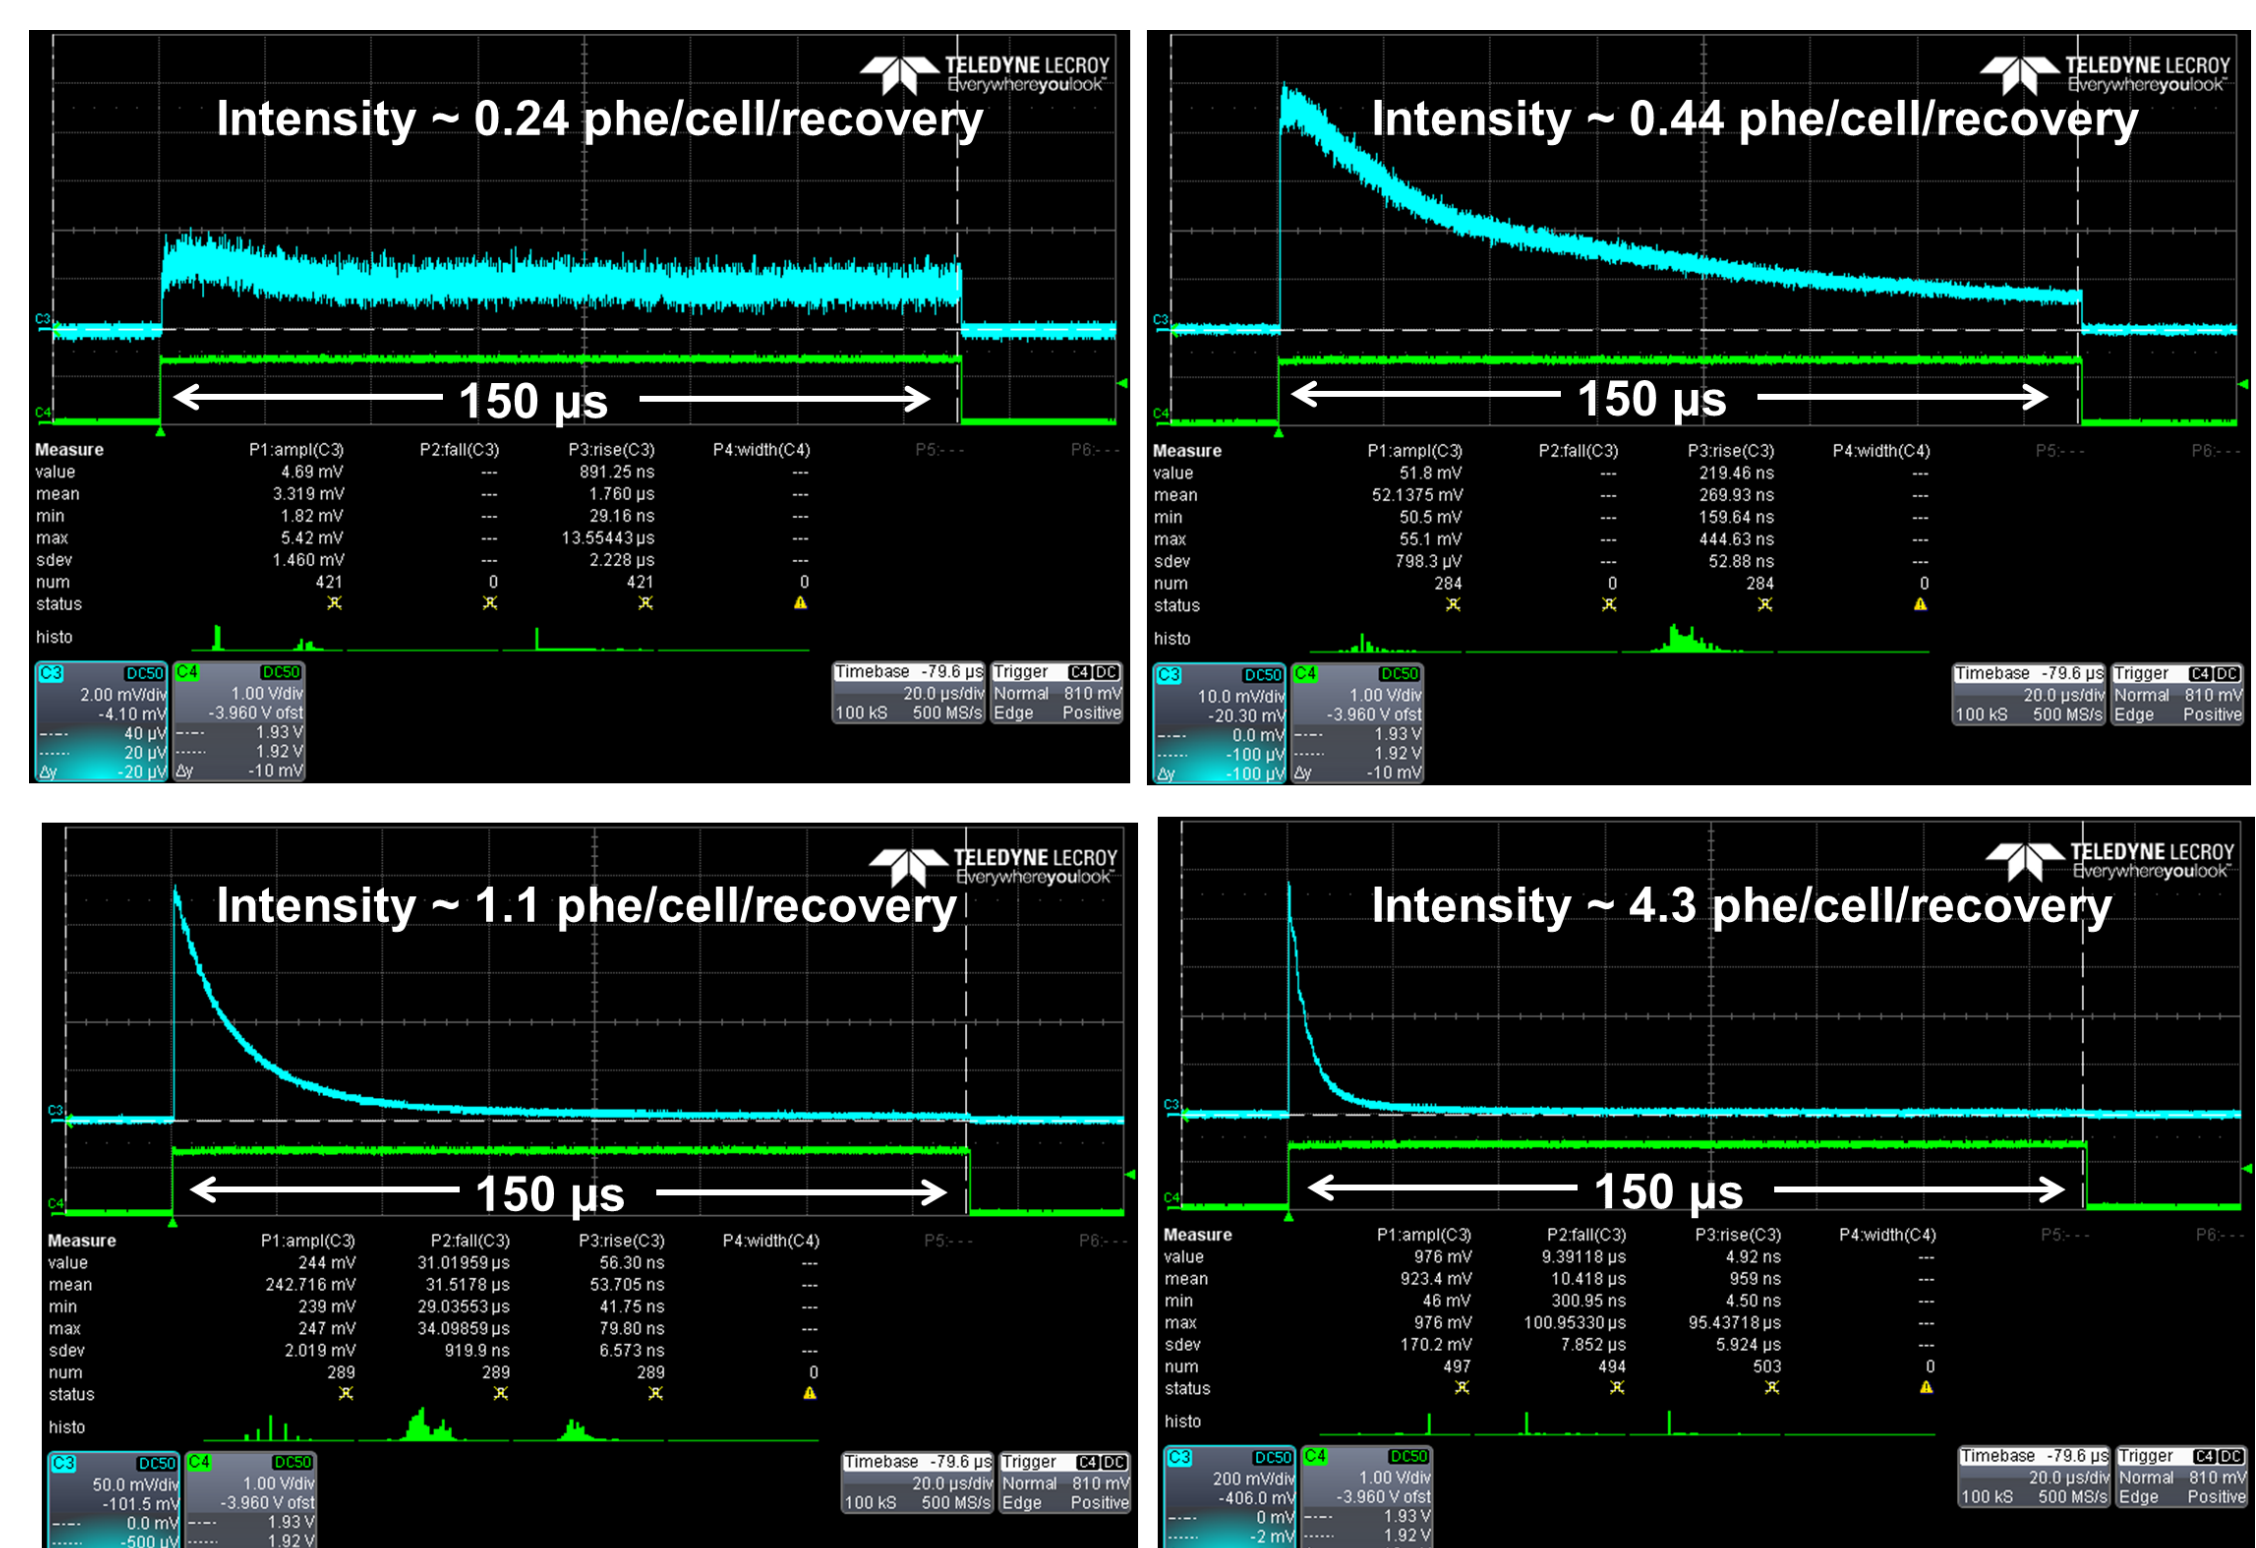 TELEDYNE LECROY
Everywhereyoulook™
Intensity ~ 0.24 phe/cell/recovery
C3
150 µs
C4
Measure P1:ampl(C3) P2:fall(C3) P3:rise(C3) P4:width(C4) P5:- - - P6:- - -
value 4.69 mV --- 891.25 ns ---
mean 3.319 mV --- 1.760 µs ---
min 1.82 mV --- 29.16 ns ---
max 5.42 mV --- 13.55443 µs ---
sdev 1.460 mV --- 2.228 µs ---
num 421 0 421 0
status
histo
C3 DC50 C4 DC50 Timebase -79.6 µs Trigger C4 DC
2.00 mV/div 1.00 V/div 20.0 µs/div Normal 810 mV
-4.10 mV -3.960 V ofst 100 kS 500 MS/s Edge Positive
40 µV 1.93 V
20 µV 1.92 V
Δy -20 µV Δy -10 mV
TELEDYNE LECROY
Everywhereyoulook™
Intensity ~ 0.44 phe/cell/recovery
C3
150 µs
C4
Measure P1:ampl(C3) P2:fall(C3) P3:rise(C3) P4:width(C4) P5:- - - P6:- - -
value 51.8 mV --- 219.46 ns ---
mean 52.1375 mV --- 269.93 ns ---
min 50.5 mV --- 159.64 ns ---
max 55.1 mV --- 444.63 ns ---
sdev 798.3 µV --- 52.88 ns ---
num 284 0 284 0
status
histo
C3 DC50 C4 DC50 Timebase -79.6 µs Trigger C4 DC
10.0 mV/div 1.00 V/div 20.0 µs/div Normal 810 mV
-20.30 mV -3.960 V ofst 100 kS 500 MS/s Edge Positive
0.0 mV 1.93 V
-100 µV 1.92 V
Δy -100 µV Δy -10 mV
TELEDYNE LECROY
Everywhereyoulook™
Intensity ~ 1.1 phe/cell/recovery
C3
150 µs
C4
Measure P1:ampl(C3) P2:fall(C3) P3:rise(C3) P4:width(C4) P5:- - - P6:- - -
value 244 mV 31.01959 µs 56.30 ns ---
mean 242.716 mV 31.5178 µs 53.705 ns ---
min 239 mV 29.03553 µs 41.75 ns ---
max 247 mV 34.09859 µs 79.80 ns ---
sdev 2.019 mV 919.9 ns 6.573 ns ---
num 289 289 289 0
status
histo
C3 DC50 C4 DC50 Timebase -79.6 µs Trigger C4 DC
50.0 mV/div 1.00 V/div 20.0 µs/div Normal 810 mV
-101.5 mV -3.960 V ofst 100 kS 500 MS/s Edge Positive
0.0 mV 1.93 V
-500 µV 1.92 V
TELEDYNE LECROY
Everywhereyoulook™
Intensity ~ 4.3 phe/cell/recovery
C3
150 µs
C4
Measure P1:ampl(C3) P2:fall(C3) P3:rise(C3) P4:width(C4) P5:- - - P6:- - -
value 976 mV 9.39118 µs 4.92 ns ---
mean 923.4 mV 10.418 µs 959 ns ---
min 46 mV 300.95 ns 4.50 ns ---
max 976 mV 100.95330 µs 95.43718 µs ---
sdev 170.2 mV 7.852 µs 5.924 µs ---
num 497 494 503 0
status
histo
C3 DC50 C4 DC50 Timebase -79.6 µs Trigger C4 DC
200 mV/div 1.00 V/div 20.0 µs/div Normal 810 mV
-406.0 mV -3.960 V ofst 100 kS 500 MS/s Edge Positive
0 mV 1.93 V
-2 mV 1.92 V